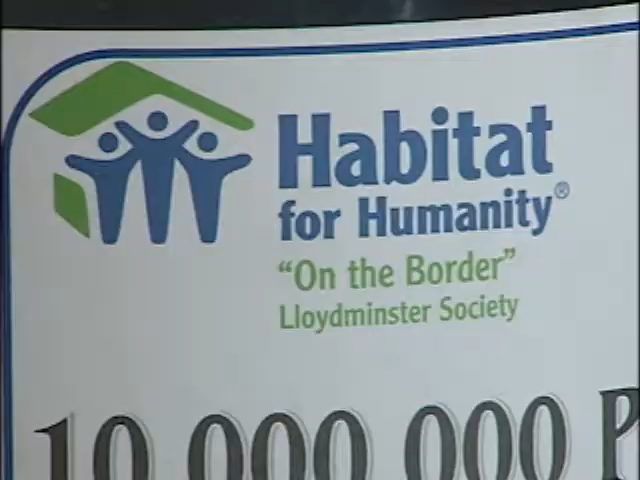 Habitat
for Humanity®
“On the Border”
Lloydminster Society
10 000 000 P